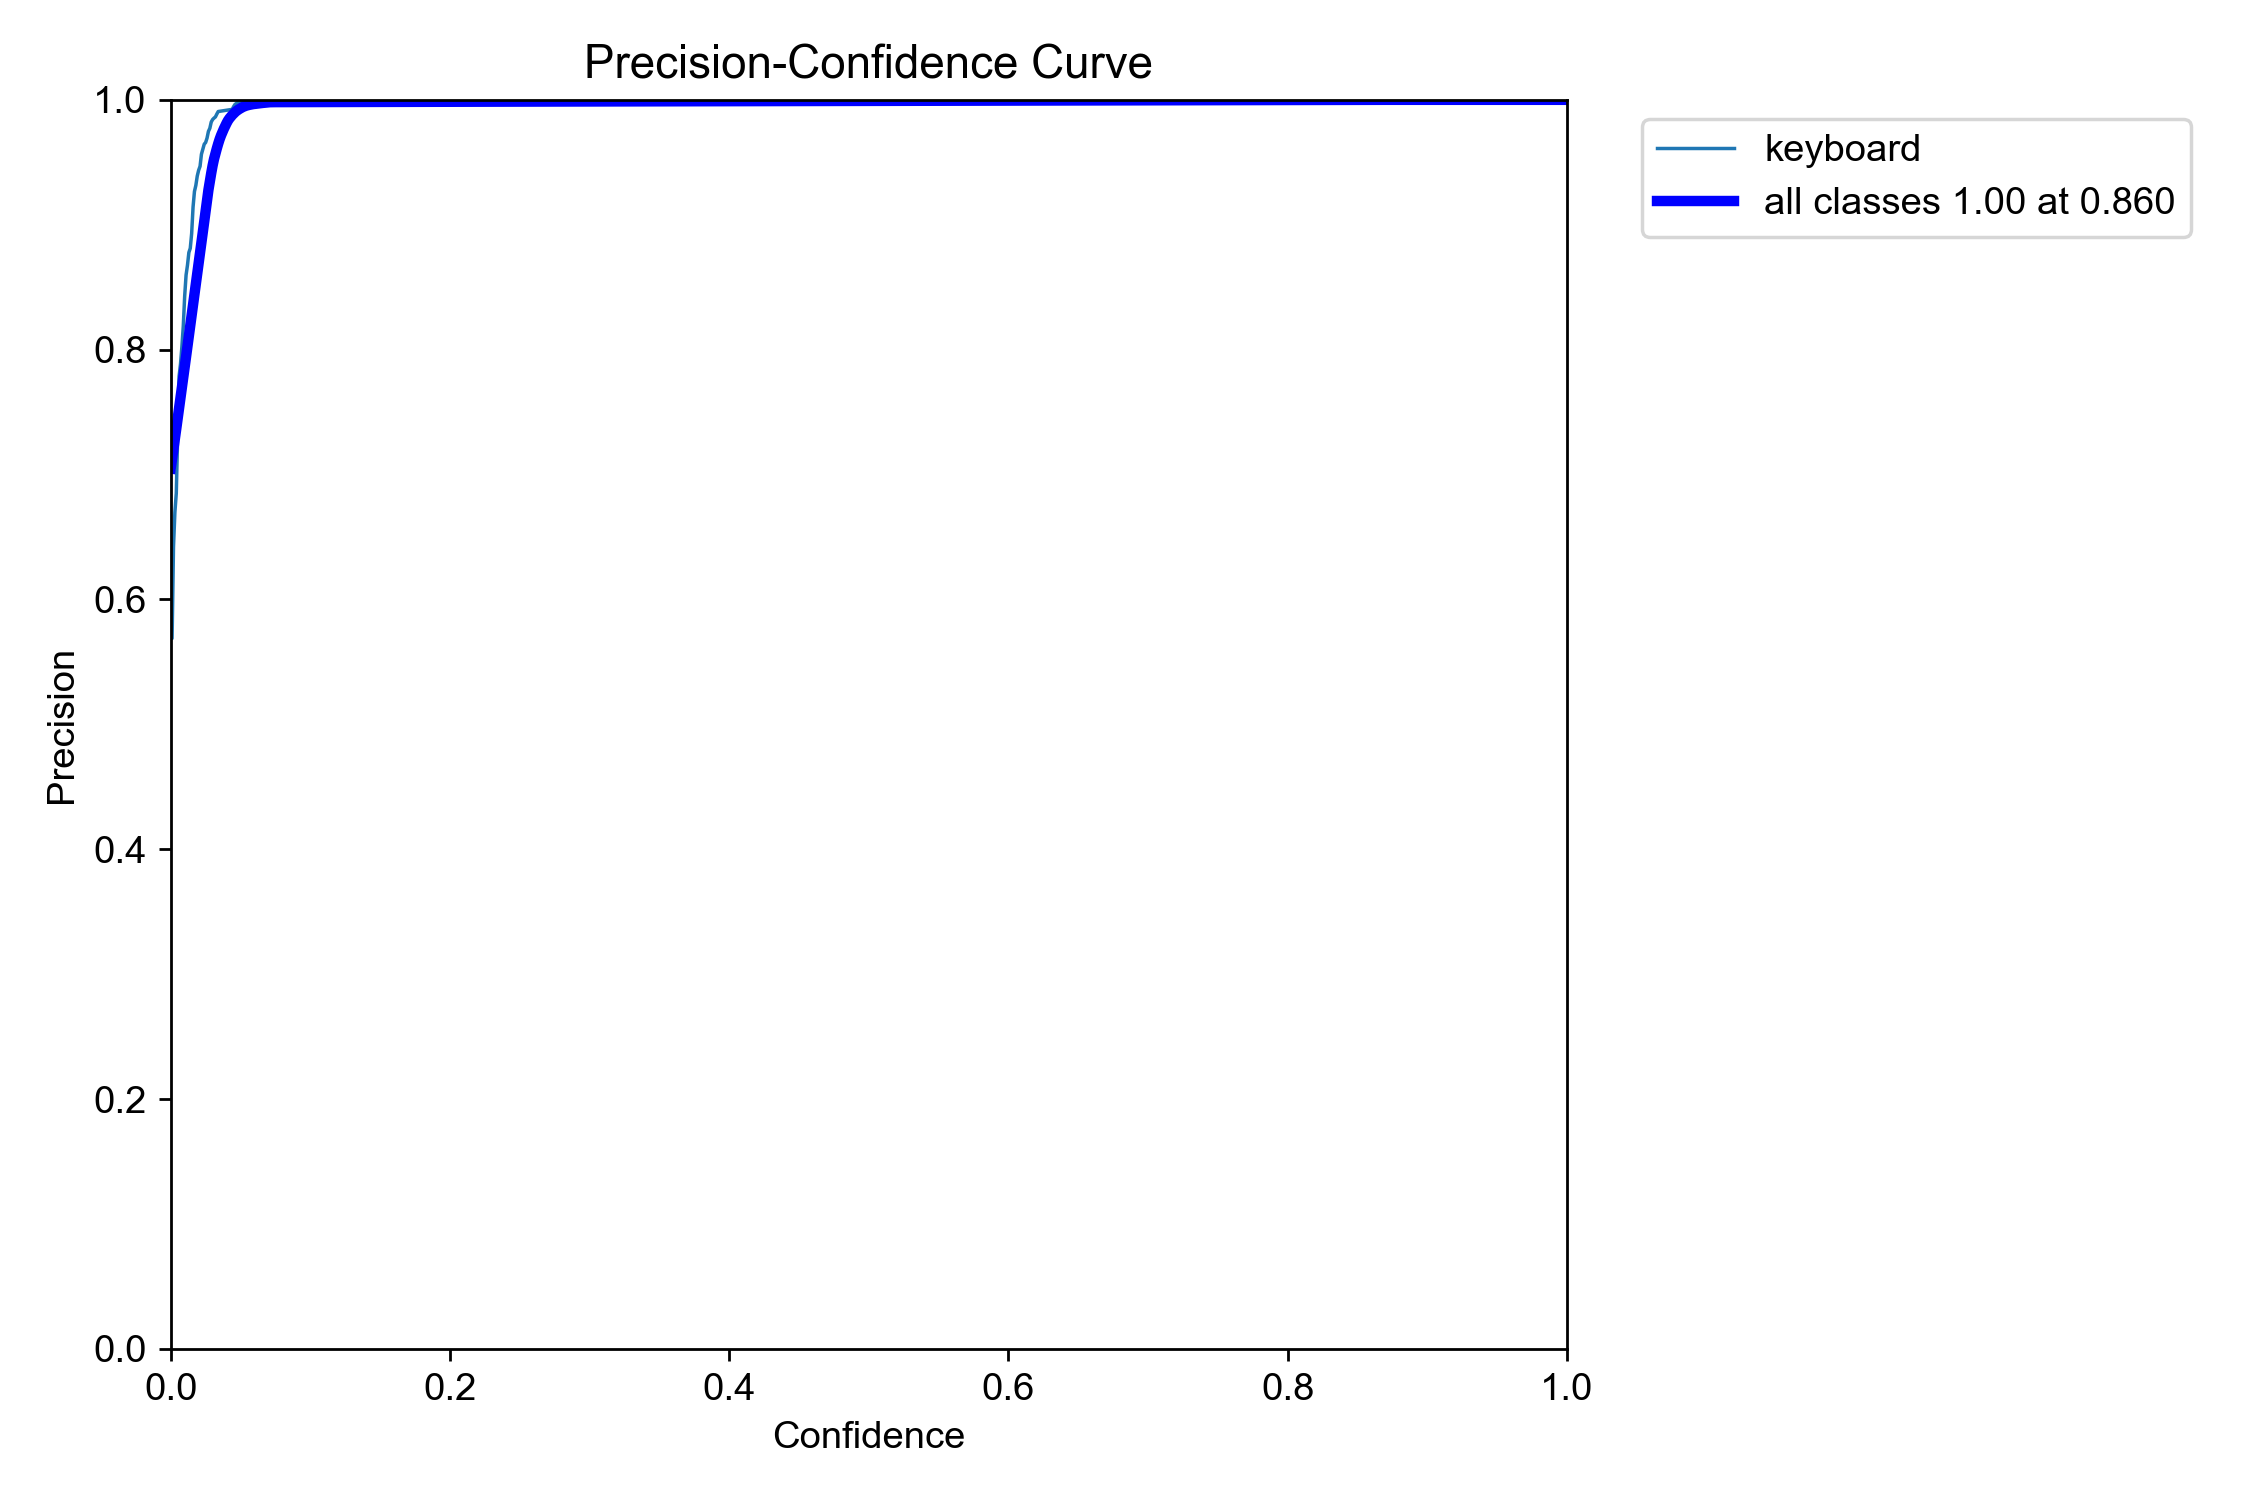 Precision-Confidence Curve
1.0
0.8
0.6
0.4
0.2
0.0
Precision
0.0 0.2 0.4 0.6 0.8 1.0
Confidence
keyboard
all classes 1.00 at 0.860